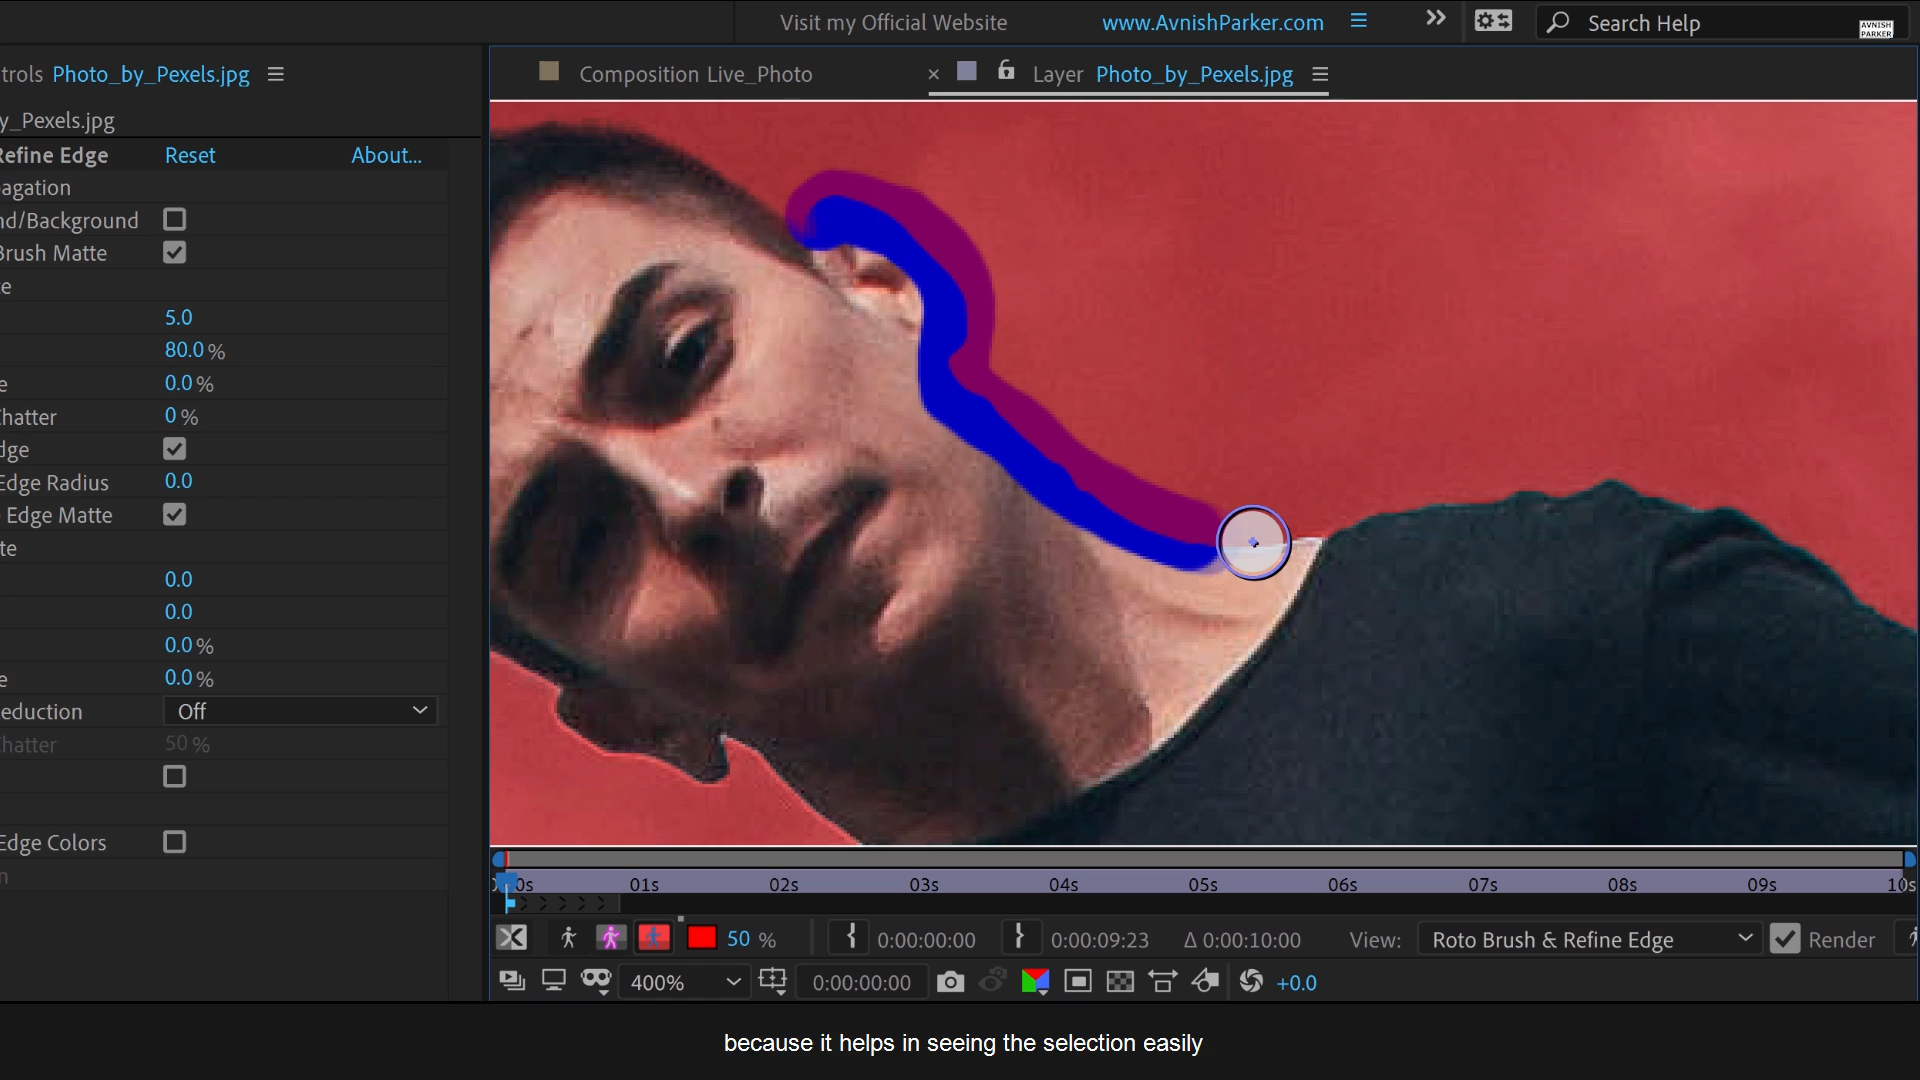 Visit my Official Website www.AvnishParker.com Search Help AVNISH PARKER
trols Photo_by_Pexels.jpg
Composition Live_Photo
Layer Photo_by_Pexels.jpg
y_Pexels.jpg
Refine Edge Reset About...
agation
nd/Background
Brush Matte
e
5.0
80.0 %
e 0.0 %
hatter 0 %
dge
Edge Radius 0.0
Edge Matte
te
0.0
0.0
0.0 %
e 0.0 %
eduction Off
hatter 50 %
Edge Colors
n
0s 01s 02s 03s 04s 05s 06s 07s 08s 09s 10s
50 % 0:00:00:00 0:00:09:23 Δ 0:00:10:00 View: Roto Brush & Refine Edge Render
400% 0:00:00:00 +0.0
because it helps in seeing the selection easily